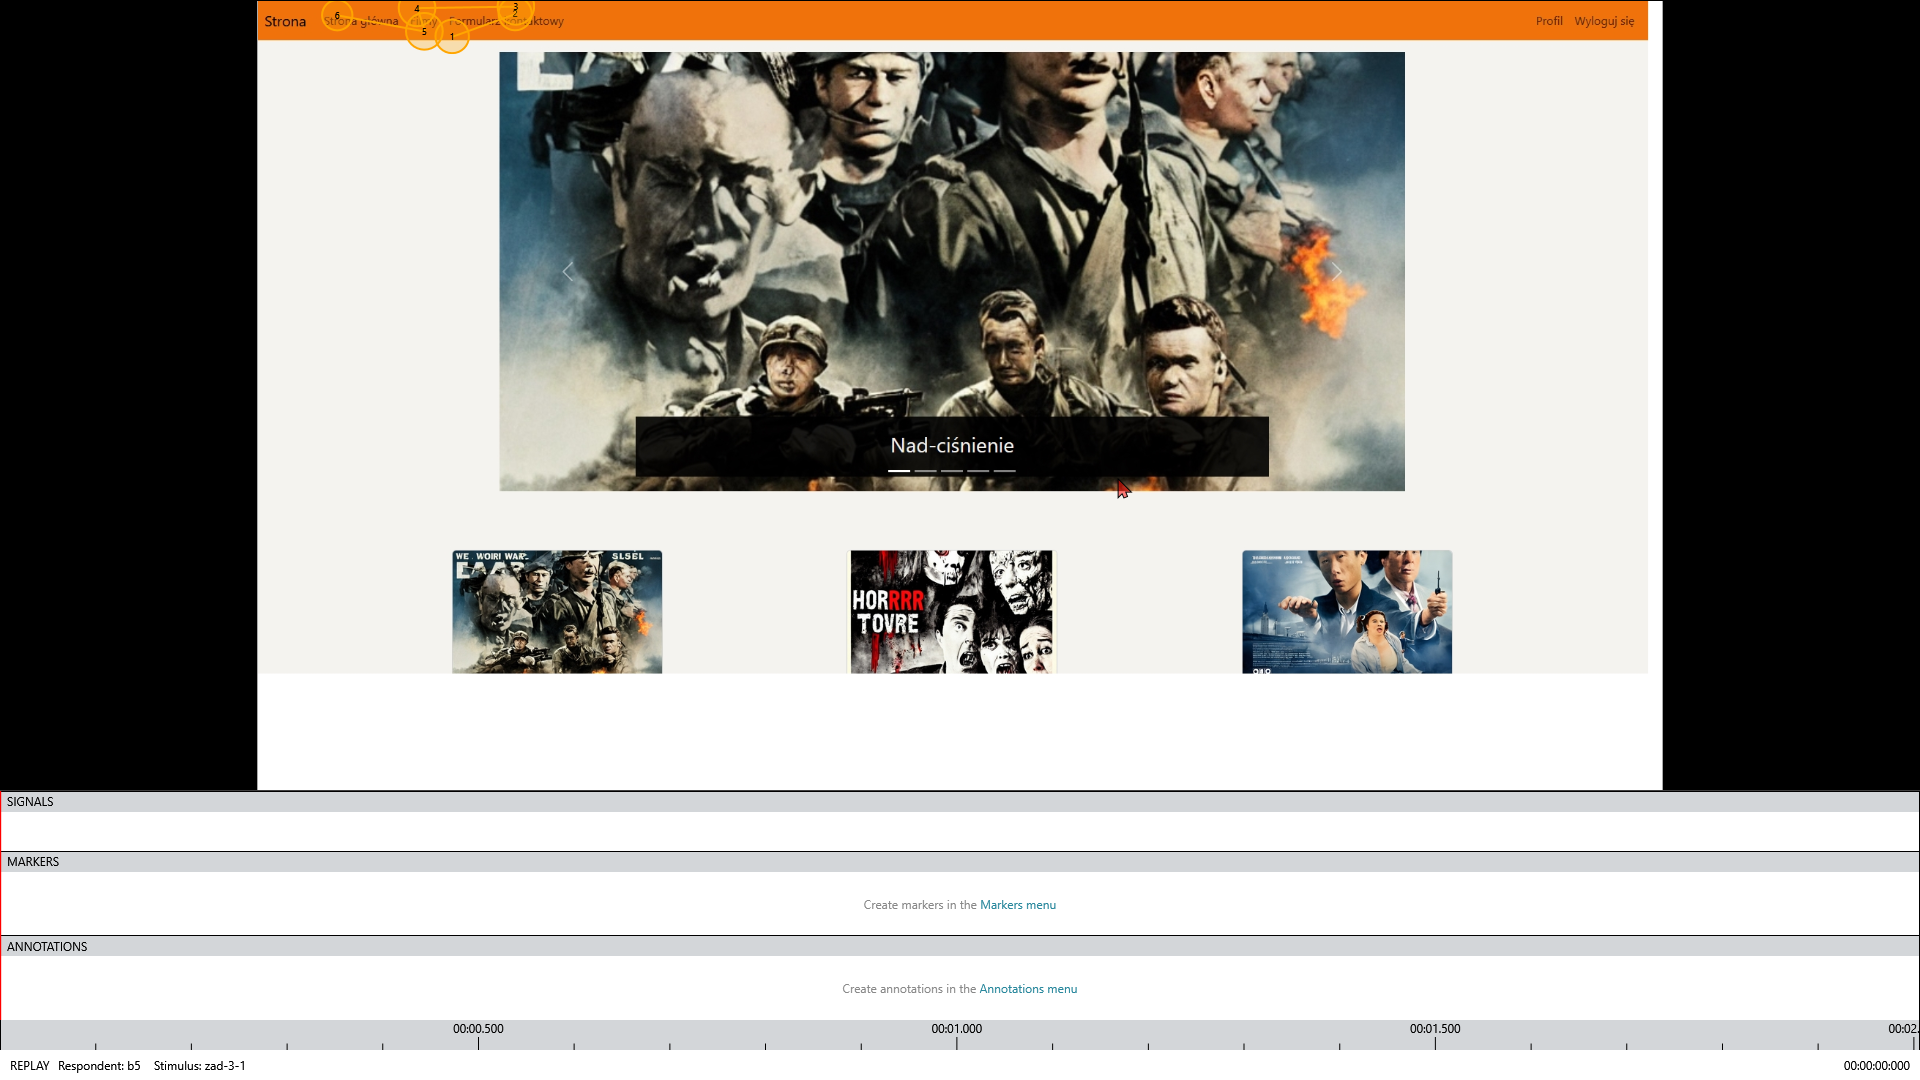 Strona Strona główna Filmy Formularz kontaktowy Profil Wyloguj się
6 4 3 2 5 1
Nad-ciśnienie
WE WOIRI WAR SLSEL
HORRRR
TOVRE
SIGNALS
MARKERS
Create markers in the Markers menu
ANNOTATIONS
Create annotations in the Annotations menu
00:00.500 00:01.000 00:01.500 00:02.
REPLAY Respondent: b5 Stimulus: zad-3-1 00:00:00:000